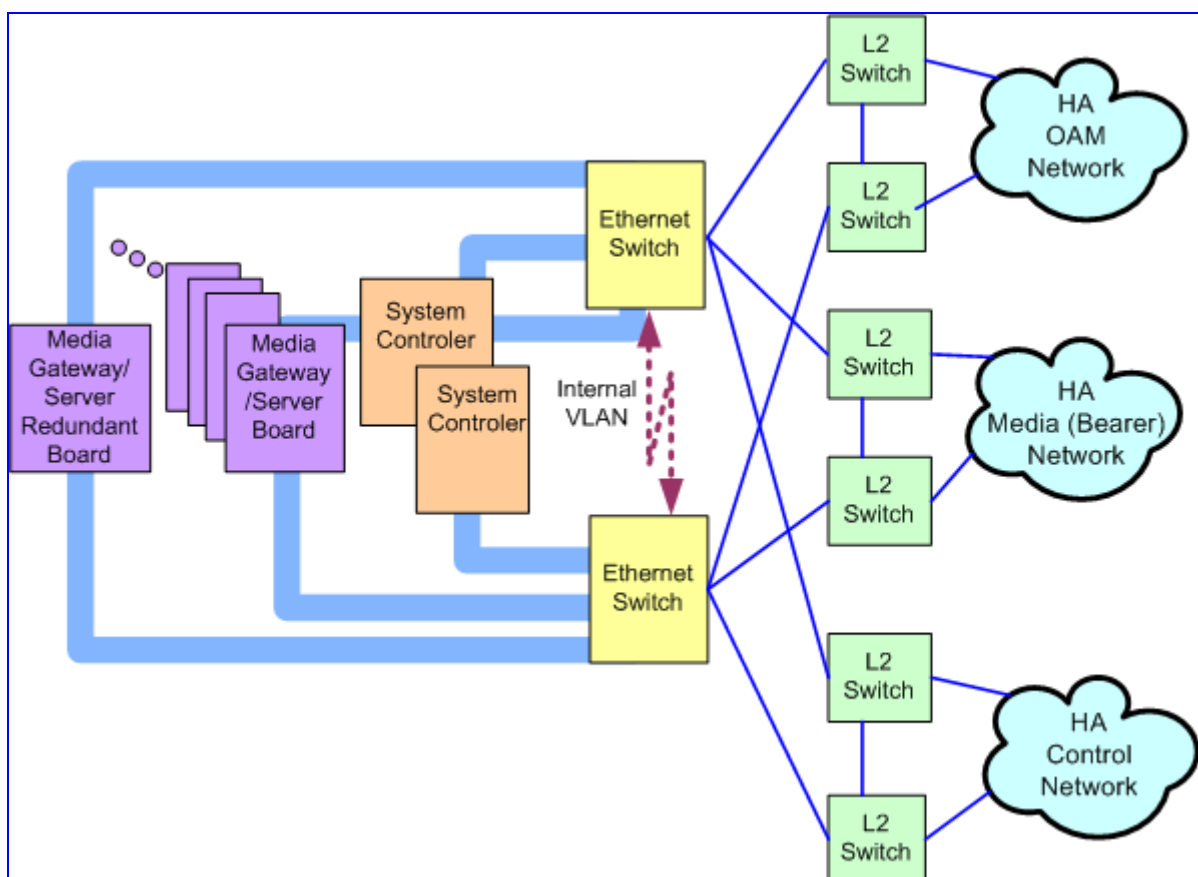 L2
Switch
HA
OAM
Network
L2
Switch
Ethernet
Switch
System
Controler
System
Controler
Media
Gateway/
Server
Redundant
Board
Media
Gateway
/Server
Board
Internal
VLAN
L2
Switch
HA
Media (Bearer)
Network
L2
Switch
Ethernet
Switch
L2
Switch
HA
Control
Network
L2
Switch